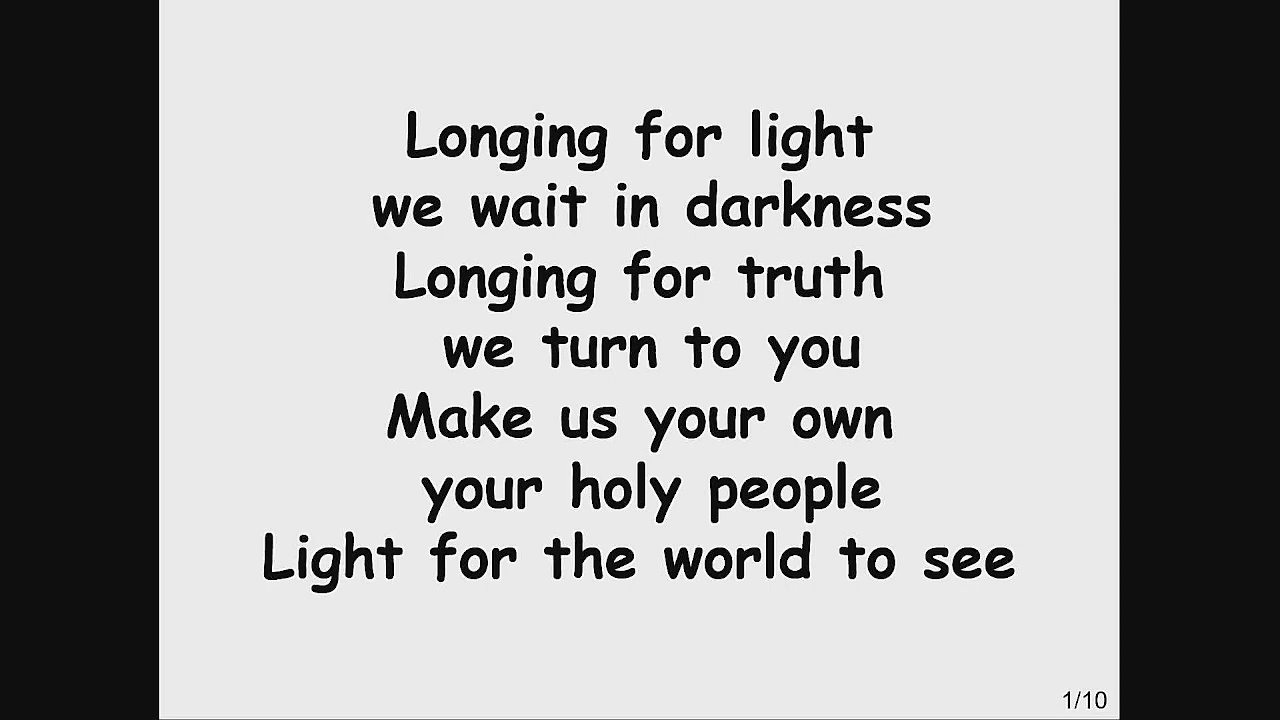 Longing for light
we wait in darkness
Longing for truth
we turn to you
Make us your own
your holy people
Light for the world to see
1/10